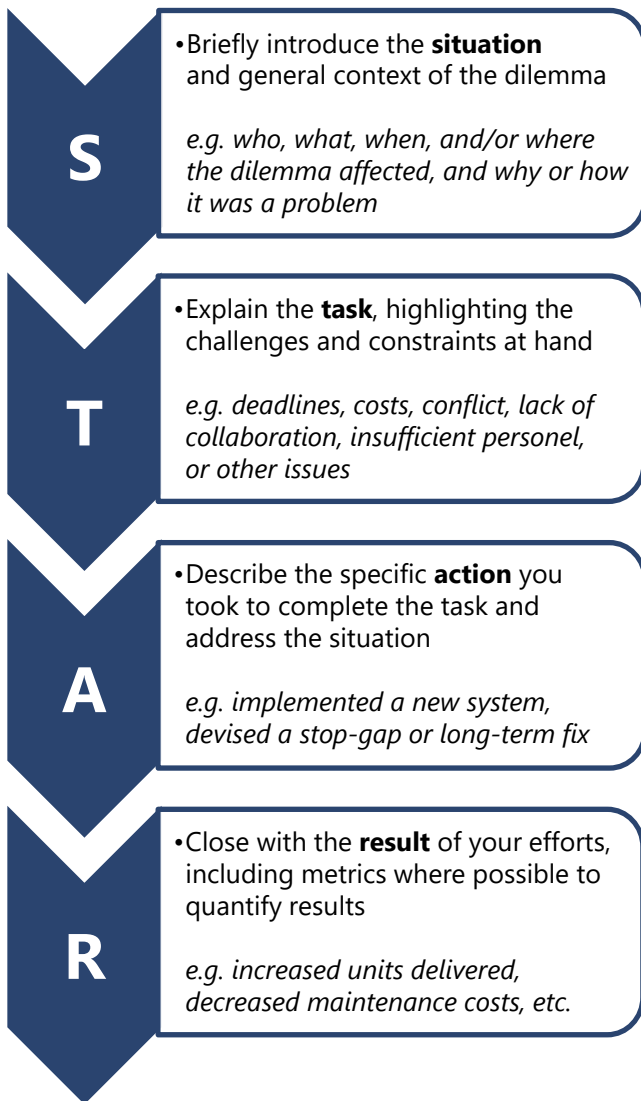 S
•Briefly introduce the situation
and general context of the dilemma
e.g. who, what, when, and/or where
the dilemma affected, and why or how
it was a problem
T
•Explain the task, highlighting the
challenges and constraints at hand
e.g. deadlines, costs, conflict, lack of
collaboration, insufficient personel,
or other issues
A
•Describe the specific action you
took to complete the task and
address the situation
e.g. implemented a new system,
devised a stop-gap or long-term fix
R
•Close with the result of your efforts,
including metrics where possible to
quantify results
e.g. increased units delivered,
decreased maintenance costs, etc.